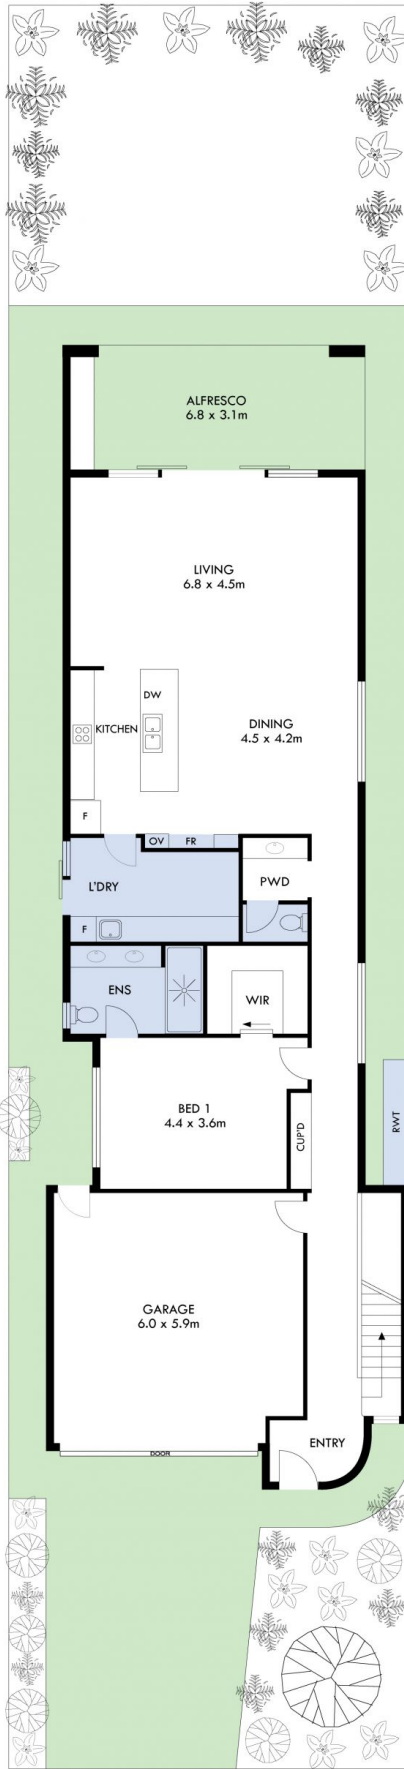 ALFRESCO
6.8 x 3.1m
LIVING
6.8 x 4.5m
DW
KITCHEN
DINING
4.5 x 4.2m
F
OV
FR
L'DRY
PWD
F
ENS
WIR
BED 1
4.4 x 3.6m
CUP'D
RWT
GARAGE
6.0 x 5.9m
ENTRY
DOOR